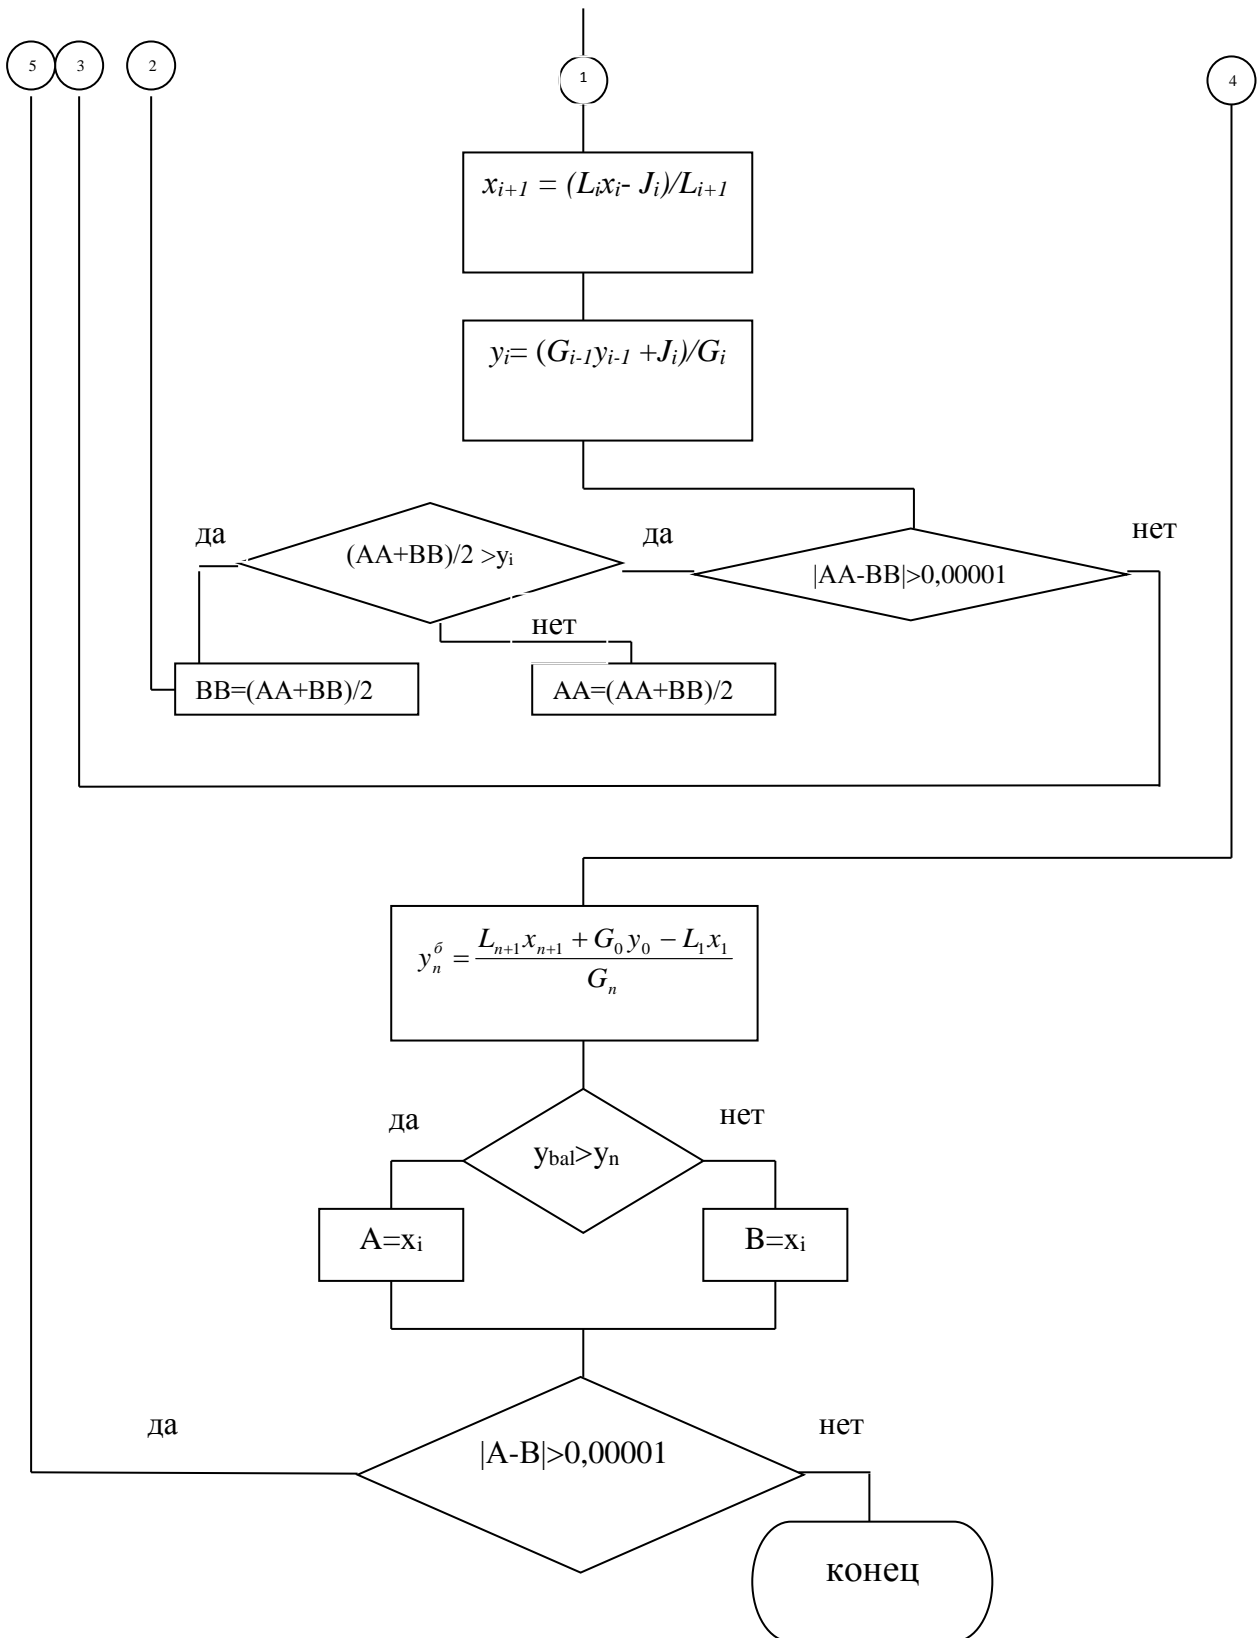 5 3 2 1 4
x_{i+1} = (L_i x_i - J_i)/L_{i+1}
y_i = (G_{i-1} y_{i-1} + J_i)/G_i
да
(AA+BB)/2 >y_i
да
|AA-BB|>0,00001
нет
нет
BB=(AA+BB)/2
AA=(AA+BB)/2
y_n^б = \frac{L_{n+1} x_{n+1} + G_0 y_0 − L_1 x_1}{G_n}
да
нет
y_{bal}>y_n
A=x_i
B=x_i
да
нет
|A-B|>0,00001
конец